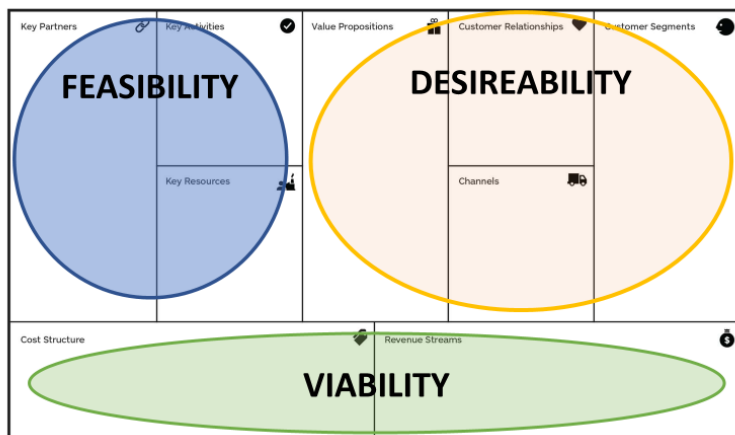 Key Partners
Key Activities
Value Propositions
Customer Relationships
Customer Segments
FEASIBILITY
DESIREABILITY
Key Resources
Channels
Cost Structure
Revenue Streams
VIABILITY